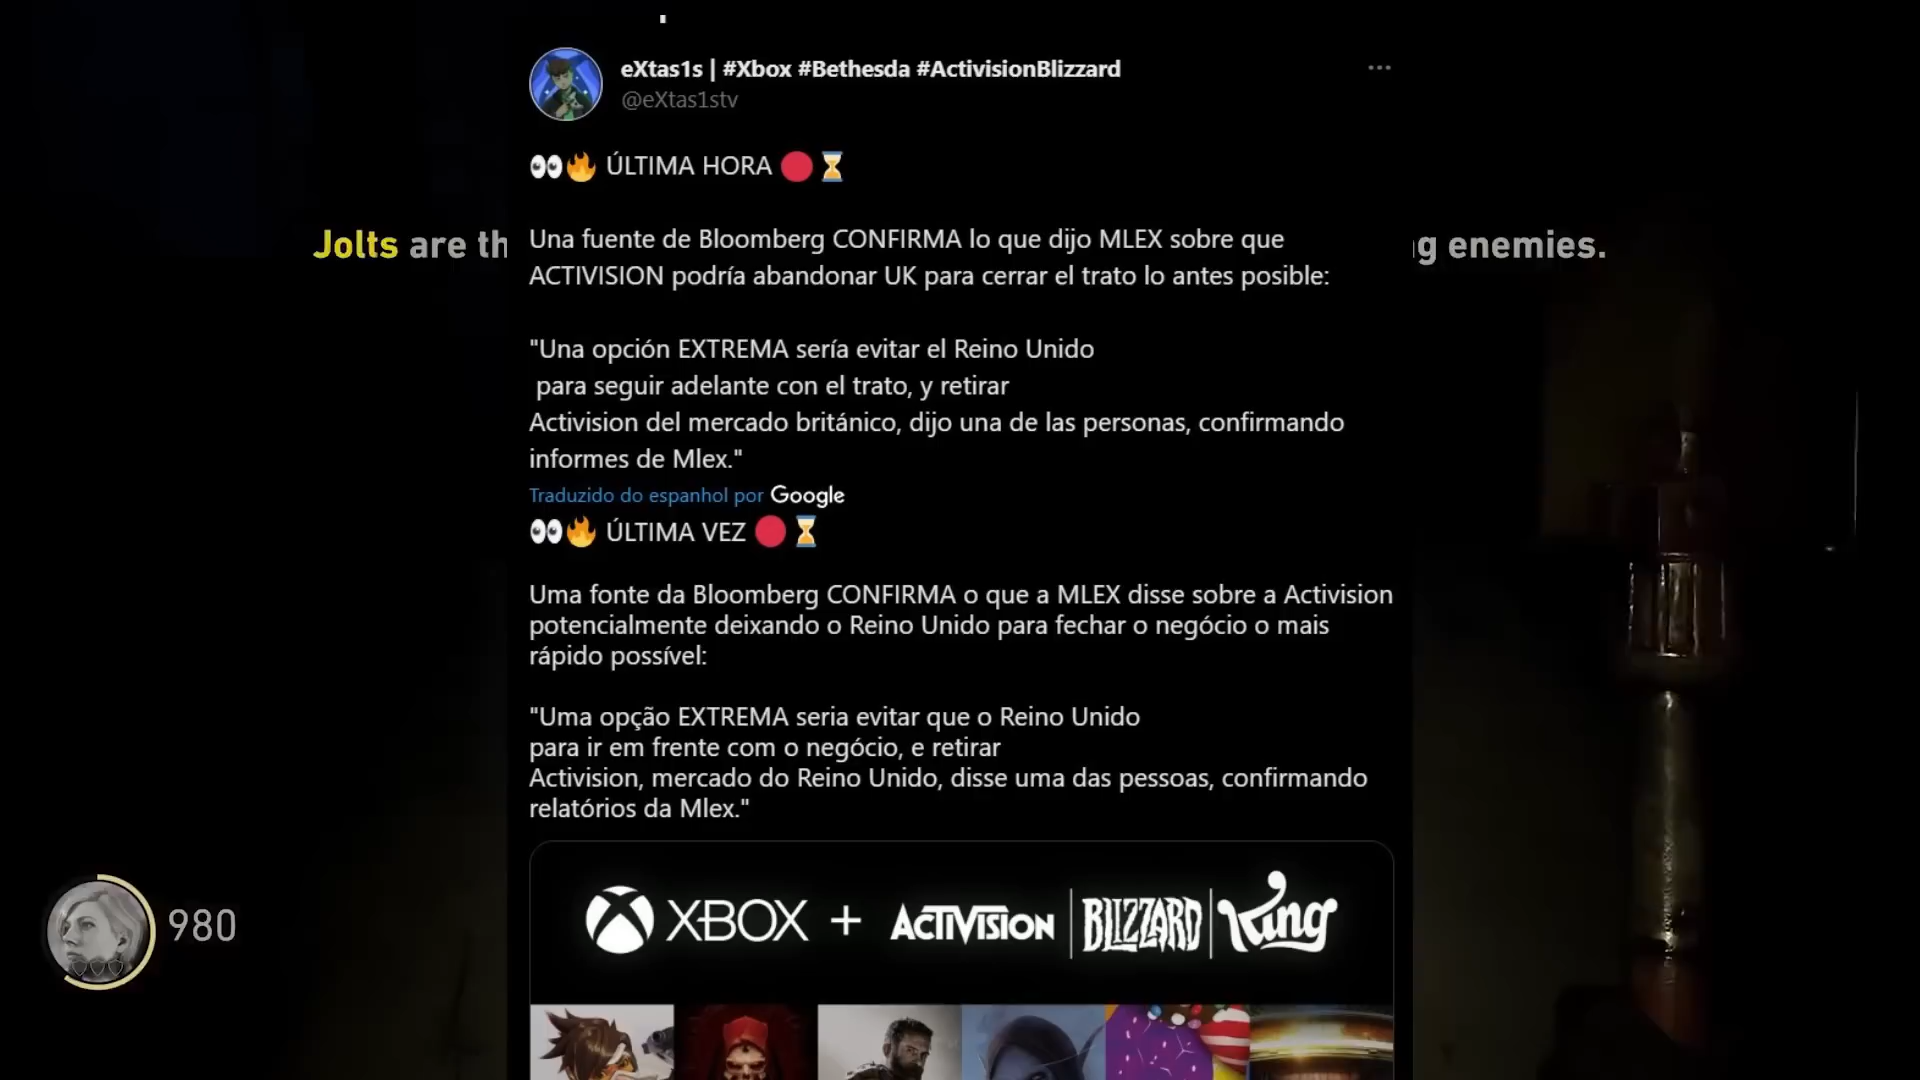 eXtas1s | #Xbox #Bethesda #ActivisionBlizzard
@eXtas1stv
ÚLTIMA HORA
Jolts are th
g enemies.
Una fuente de Bloomberg CONFIRMA lo que dijo MLEX sobre que
ACTIVISION podría abandonar UK para cerrar el trato lo antes posible:
"Una opción EXTREMA sería evitar el Reino Unido
para seguir adelante con el trato, y retirar
Activision del mercado británico, dijo una de las personas, confirmando
informes de Mlex."
Traduzido do espanhol por Google
ÚLTIMA VEZ
Uma fonte da Bloomberg CONFIRMA o que a MLEX disse sobre a Activision
potencialmente deixando o Reino Unido para fechar o negócio o mais
rápido possível:
"Uma opção EXTREMA seria evitar que o Reino Unido
para ir em frente com o negócio, e retirar
Activision, mercado do Reino Unido, disse uma das pessoas, confirmando
relatórios da Mlex."
XBOX + ACTIVISION | BLIZZARD | King
980